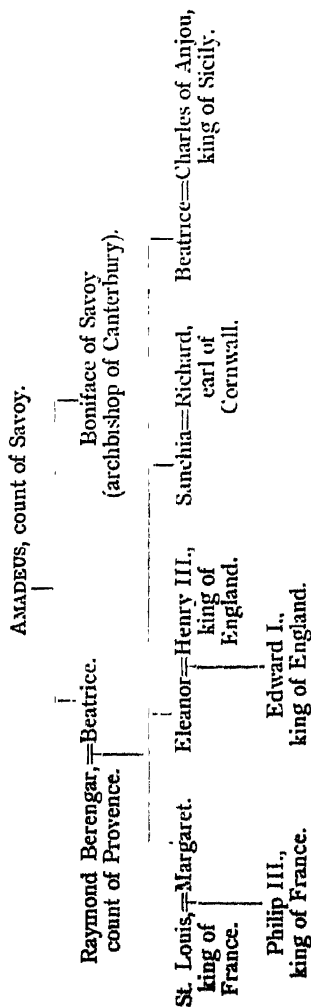 AMADEUS, count of Savoy.
Raymond Berengar,=Beatrice.
count of Provence.
Boniface of Savoy
(archbishop of Canterbury).
St. Louis,=Margaret.
king of
France.
Eleanor=Henry III.,
king of
England.
Sanchia=Richard,
earl of
Cornwall.
Beatrice=Charles of Anjou,
king of Sicily.
Philip III.,
king of France.
Edward I.,
king of England.